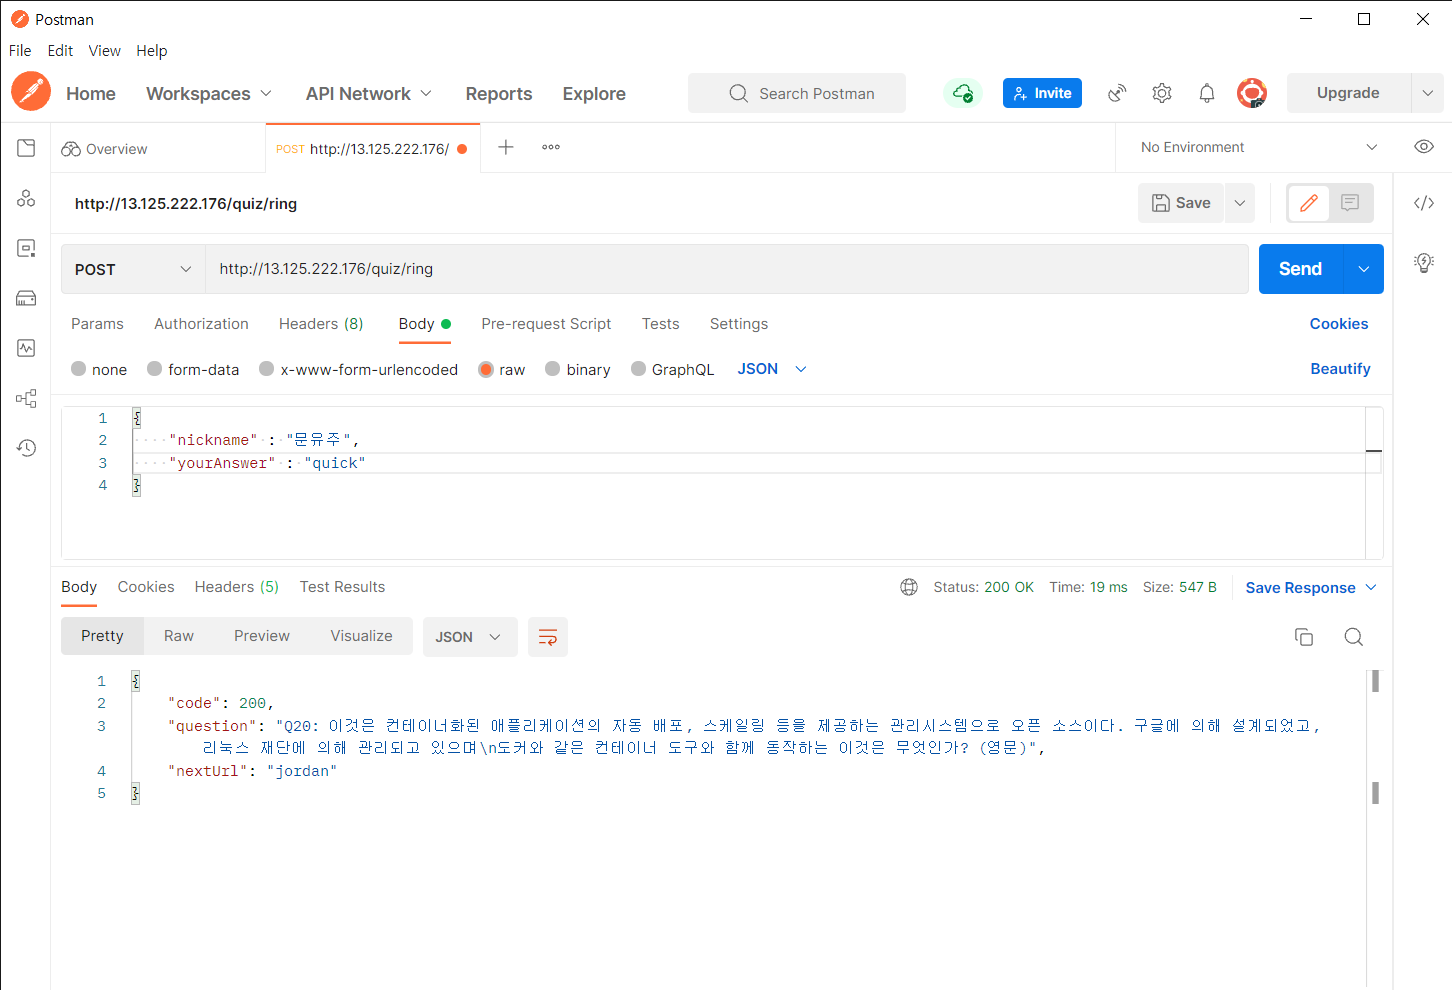 Postman
File Edit View Help
Home Workspaces API Network Reports Explore Search Postman Invite Upgrade
Overview POST http://13.125.222.176/ No Environment
http://13.125.222.176/quiz/ring Save
POST http://13.125.222.176/quiz/ring Send
Params Authorization Headers (8) Body Pre-request Script Tests Settings Cookies
none form-data x-www-form-urlencoded raw binary GraphQL JSON Beautify
1 {
2 "nickname" : "문유주",
3 "yourAnswer" : "quick"
4 }
Body Cookies Headers (5) Test Results Status: 200 OK Time: 19 ms Size: 547 B Save Response
Pretty Raw Preview Visualize JSON
1 {
2 "code": 200,
3 "question": "Q20: 이것은 컨테이너화된 애플리케이션의 자동 배포, 스케일링 등을 제공하는 관리시스템으로 오픈 소스이다. 구글에 의해 설계되었고,
리눅스 재단에 의해 관리되고 있으며\n도커와 같은 컨테이너 도구와 함께 동작하는 이것은 무엇인가? (영문)",
4 "nextUrl": "jordan"
5 }